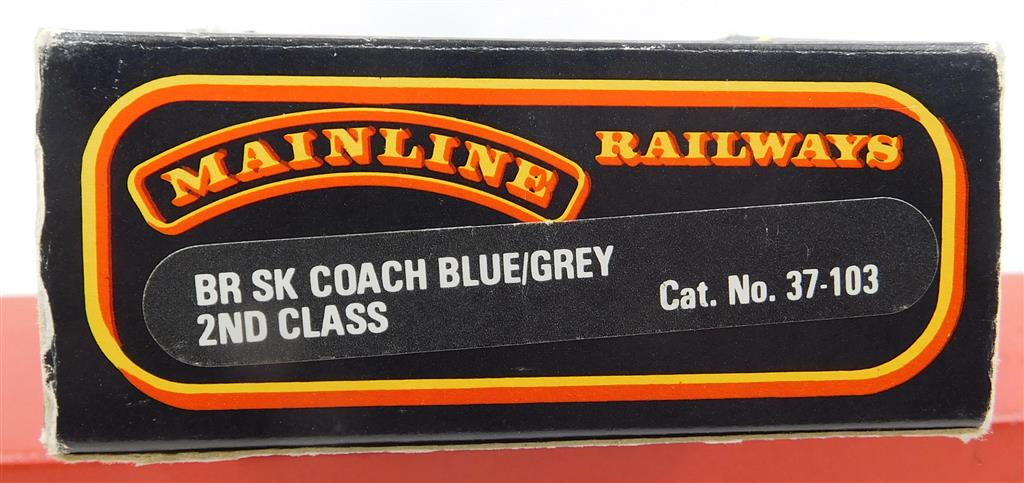 MAINLINE RAILWAYS
BR SK COACH BLUE/GREY
2ND CLASS
Cat. No. 37-103